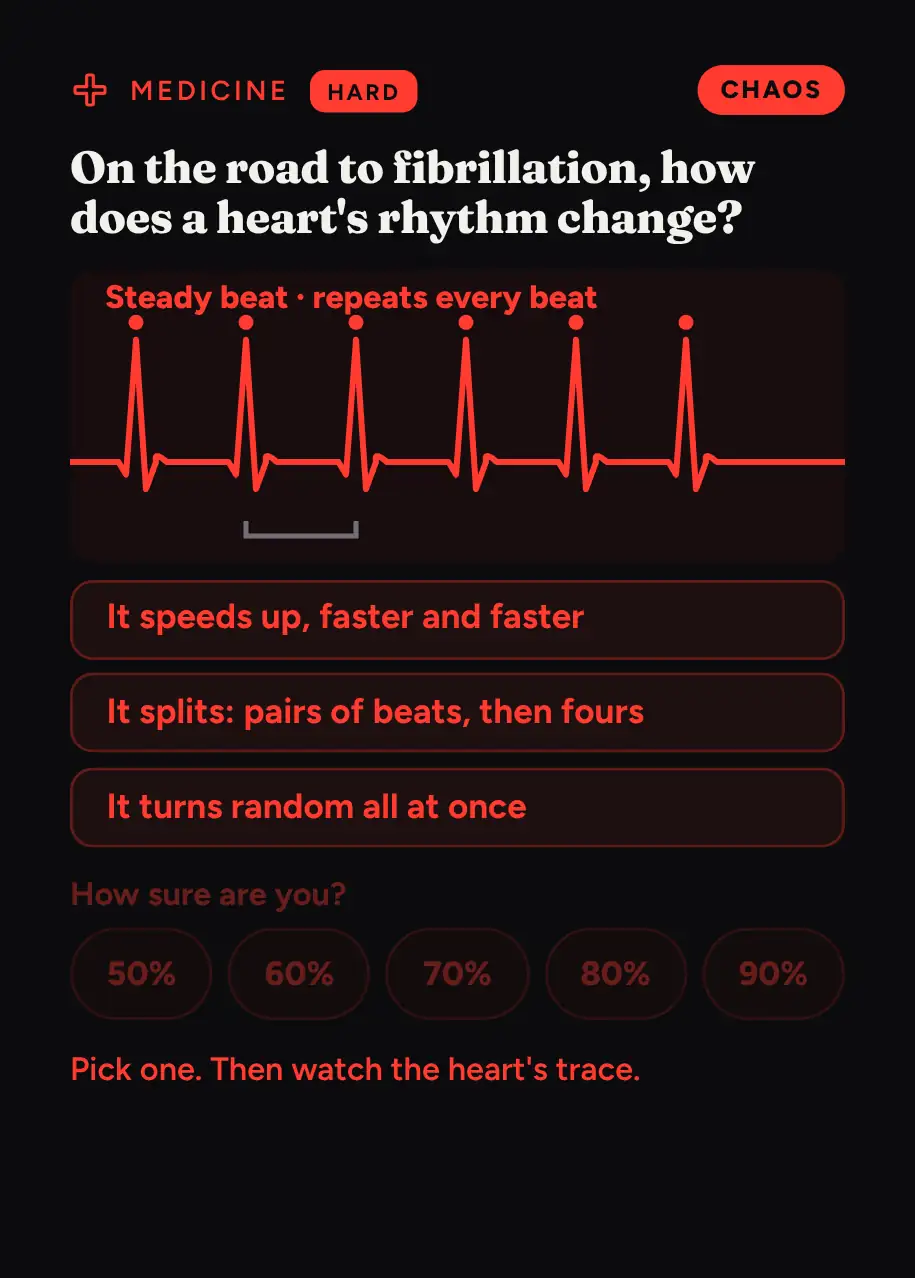 MEDICINE HARD CHAOS
On the road to fibrillation, how
does a heart's rhythm change?
Steady beat · repeats every beat
It speeds up, faster and faster
It splits: pairs of beats, then fours
It turns random all at once
How sure are you?
50% 60% 70% 80% 90%
Pick one. Then watch the heart's trace.